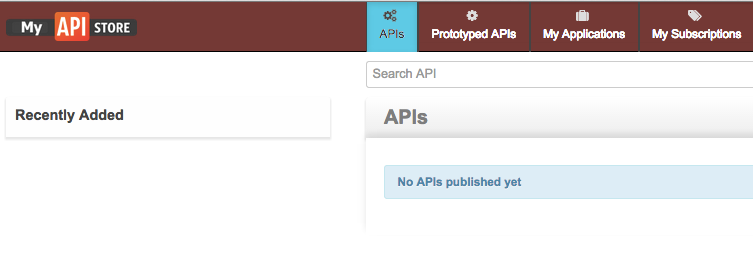 My API STORE
APIs
Prototyped APIs
My Applications
My Subscriptions
Search API
Recently Added
APIs
No APIs published yet